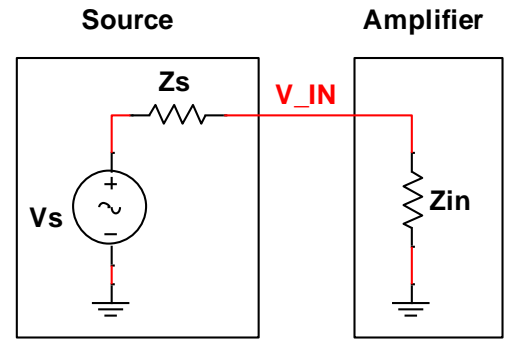 Source
Amplifier
Zs
V_IN
Vs
+
−
Zin